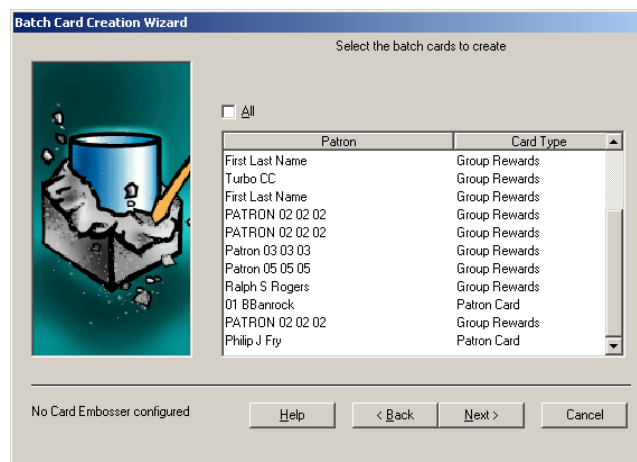 Batch Card Creation Wizard
Select the batch cards to create
All
Patron Card Type
First Last Name Group Rewards
Turbo CC Group Rewards
First Last Name Group Rewards
PATRON 02 02 02 Group Rewards
PATRON 02 02 02 Group Rewards
Patron 03 03 03 Group Rewards
Patron 05 05 05 Group Rewards
Ralph S Rogers Group Rewards
01 BBanrock Patron Card
PATRON 02 02 02 Group Rewards
Philip J Fry Patron Card
No Card Embosser configured Help < Back Next > Cancel